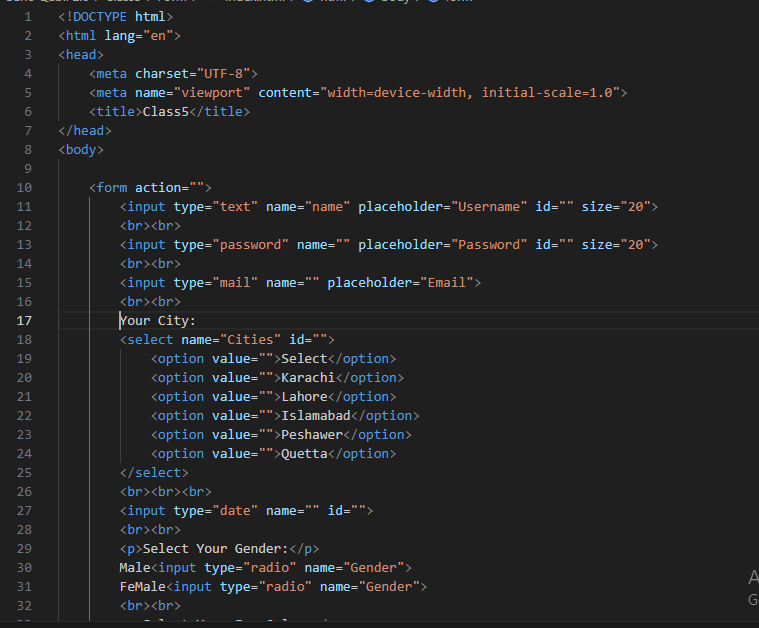 1 <!DOCTYPE html>
2 <html lang="en">
3 <head>
4 <meta charset="UTF-8">
5 <meta name="viewport" content="width=device-width, initial-scale=1.0">
6 <title>Class5</title>
7 </head>
8 <body>
9
10 <form action="">
11 <input type="text" name="name" placeholder="Username" id="" size="20">
12 <br><br>
13 <input type="password" name="" placeholder="Password" id="" size="20">
14 <br><br>
15 <input type="mail" name="" placeholder="Email">
16 <br><br>
17 Your City:
18 <select name="Cities" id="">
19 <option value="">Select</option>
20 <option value="">Karachi</option>
21 <option value="">Lahore</option>
22 <option value="">Islamabad</option>
23 <option value="">Peshawer</option>
24 <option value="">Quetta</option>
25 </select>
26 <br><br><br>
27 <input type="date" name="" id="">
28 <br><br>
29 <p>Select Your Gender:</p>
30 Male<input type="radio" name="Gender">
31 FeMale<input type="radio" name="Gender">
32 <br><br>